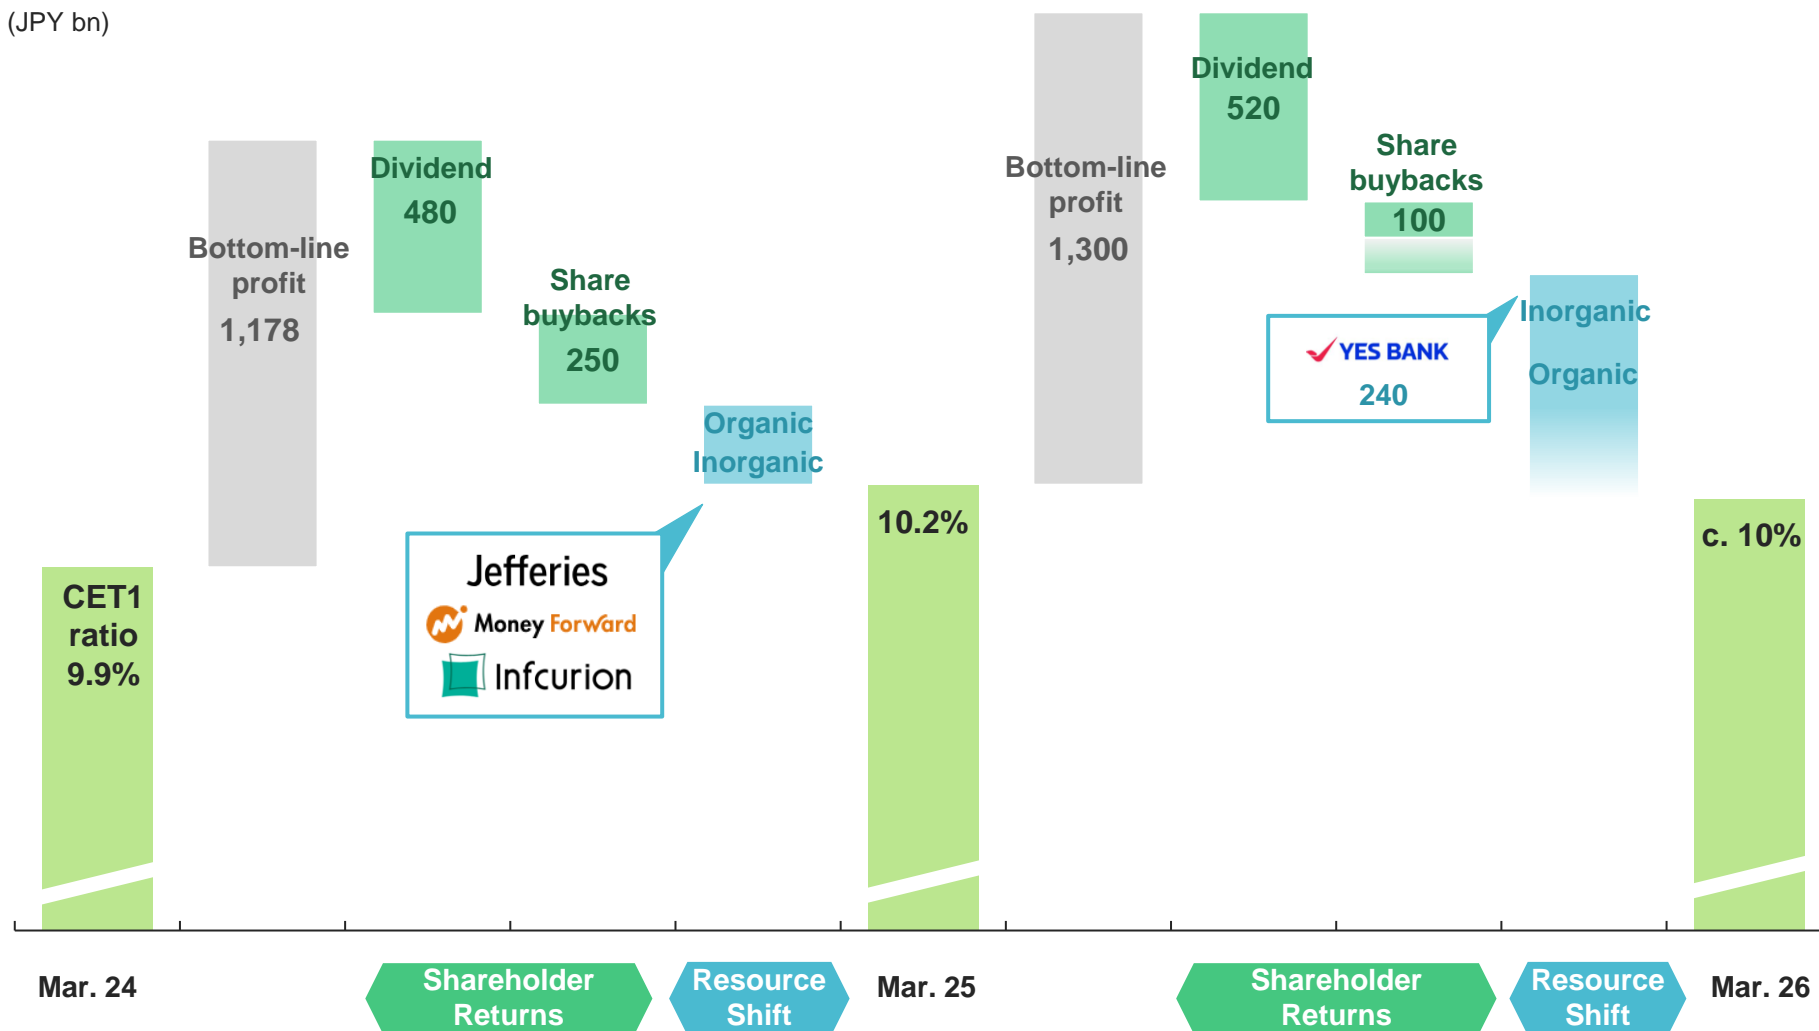 (JPY bn)
CET1
ratio
9.9%
Bottom-line
profit
1,178
Dividend
480
Share
buybacks
250
Organic
Inorganic
Jefferies
Money Forward
Infcurion
10.2%
Bottom-line
profit
1,300
Dividend
520
Share
buybacks
100
YES BANK
240
Inorganic
Organic
c. 10%
Mar. 24
Shareholder
Returns
Resource
Shift
Mar. 25
Shareholder
Returns
Resource
Shift
Mar. 26